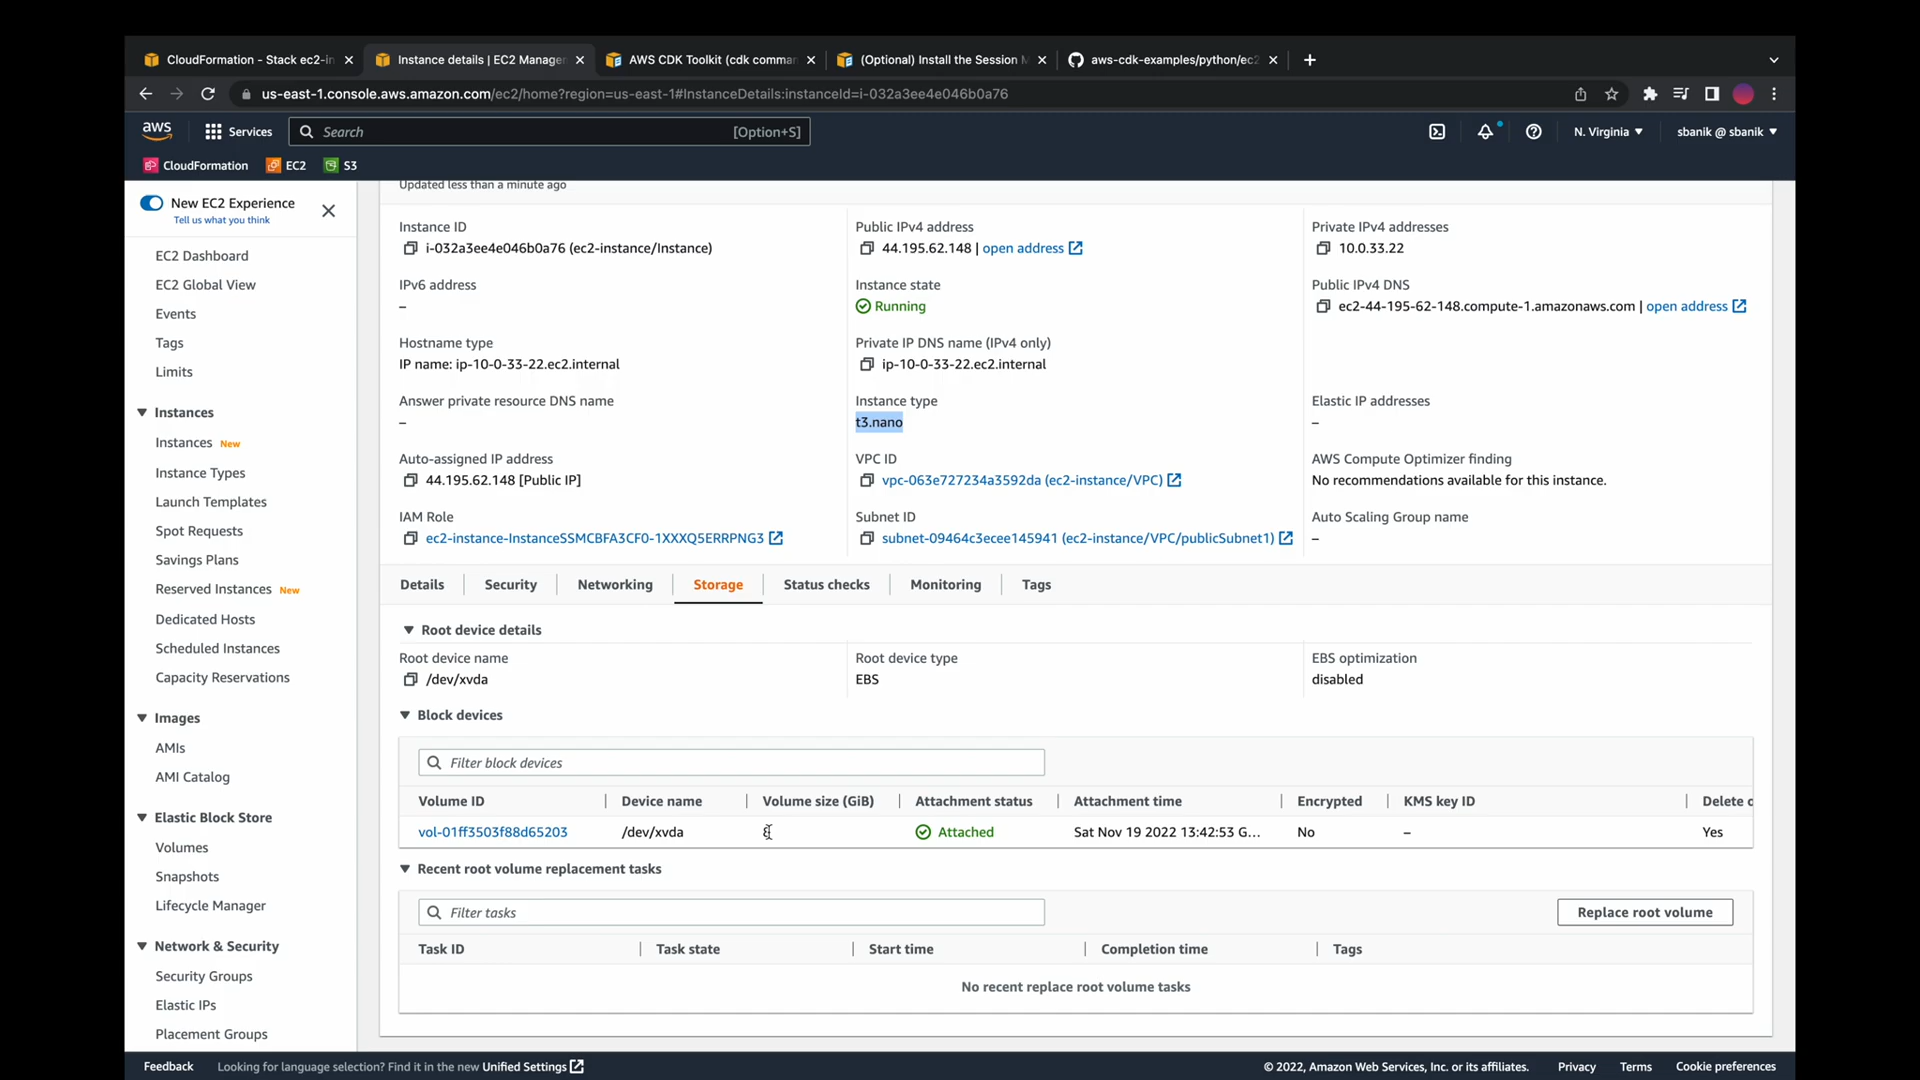 CloudFormation - Stack ec2-in
Instance details | EC2 Manage
AWS CDK Toolkit (cdk comma
(Optional) Install the Session
aws-cdk-examples/python/ec2
us-east-1.console.aws.amazon.com/ec2/home?region=us-east-1#InstanceDetails:instanceId=i-032a3ee4e046b0a76
aws Services Search [Option+S] N. Virginia sbanik @ sbanik
CloudFormation EC2 S3
New EC2 Experience
Tell us what you think
EC2 Dashboard
EC2 Global View
Events
Tags
Limits
Instances
Instances New
Instance Types
Launch Templates
Spot Requests
Savings Plans
Reserved Instances New
Dedicated Hosts
Scheduled Instances
Capacity Reservations
Images
AMIs
AMI Catalog
Elastic Block Store
Volumes
Snapshots
Lifecycle Manager
Network & Security
Security Groups
Elastic IPs
Placement Groups
Updated less than a minute ago
Instance ID
i-032a3ee4e046b0a76 (ec2-instance/Instance)
Public IPv4 address
44.195.62.148 | open address
Private IPv4 addresses
10.0.33.22
IPv6 address
–
Instance state
Running
Public IPv4 DNS
ec2-44-195-62-148.compute-1.amazonaws.com | open address
Hostname type
IP name: ip-10-0-33-22.ec2.internal
Private IP DNS name (IPv4 only)
ip-10-0-33-22.ec2.internal
Answer private resource DNS name
–
Instance type
t3.nano
Elastic IP addresses
–
Auto-assigned IP address
44.195.62.148 [Public IP]
VPC ID
vpc-063e727234a3592da (ec2-instance/VPC)
AWS Compute Optimizer finding
No recommendations available for this instance.
IAM Role
ec2-instance-InstanceSSMCBFA3CF0-1XXXQ5ERRPNG3
Subnet ID
subnet-09464c3ecee145941 (ec2-instance/VPC/publicSubnet1)
Auto Scaling Group name
–
Details Security Networking Storage Status checks Monitoring Tags
Root device details
Root device name
/dev/xvda
Root device type
EBS
EBS optimization
disabled
Block devices
Filter block devices
Volume ID Device name Volume size (GiB) Attachment status Attachment time Encrypted KMS key ID Delete o
vol-01ff3503f88d65203 /dev/xvda Attached Sat Nov 19 2022 13:42:53 G... No – Yes
Recent root volume replacement tasks
Filter tasks
Replace root volume
Task ID Task state Start time Completion time Tags
No recent replace root volume tasks
Feedback Looking for language selection? Find it in the new Unified Settings © 2022, Amazon Web Services, Inc. or its affiliates. Privacy Terms Cookie preferences